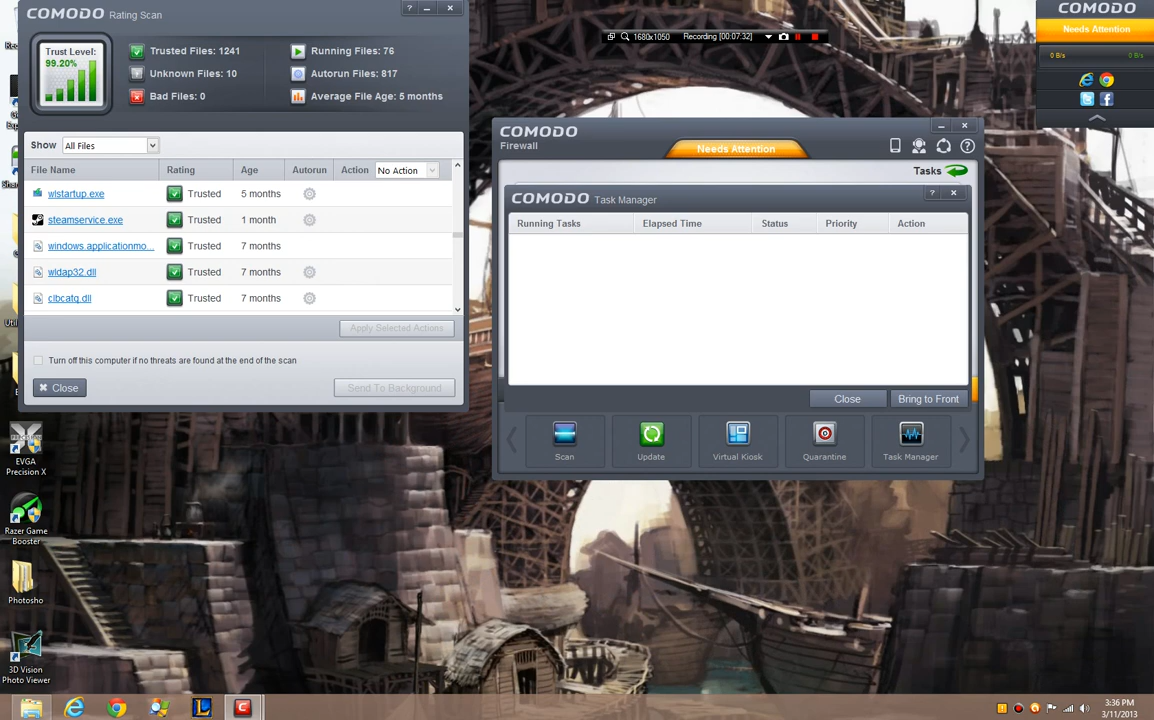 COMODO Rating Scan
?
Trust Level:
99.20%
Trusted Files: 1241
Unknown Files: 10
Bad Files: 0
Running Files: 76
Autorun Files: 817
Average File Age: 5 months
Show All Files
File Name Rating Age Autorun Action No Action
wlstartup.exe Trusted 5 months
steamservice.exe Trusted 1 month
windows.applicationmo... Trusted 7 months
wldap32.dll Trusted 7 months
clbcatq.dll Trusted 7 months
Apply Selected Actions
Turn off this computer if no threats are found at the end of the scan
Close
Send To Background
1680x1050 Recording [00:07:32]
COMODO
Needs Attention
0 B/s 0 B/s
COMODO
Firewall
Needs Attention
Tasks
COMODO Task Manager
?
Running Tasks Elapsed Time Status Priority Action
Close Bring to Front
Scan Update Virtual Kiosk Quarantine Task Manager
EVGA
Precision X
Razer Game
Booster
Photosho
3D Vision
Photo Viewer
3:36 PM
3/11/2013